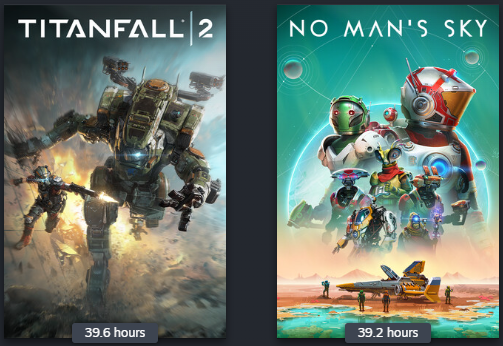 TITANFALL | 2
NO MAN'S SKY
39.6 hours
39.2 hours